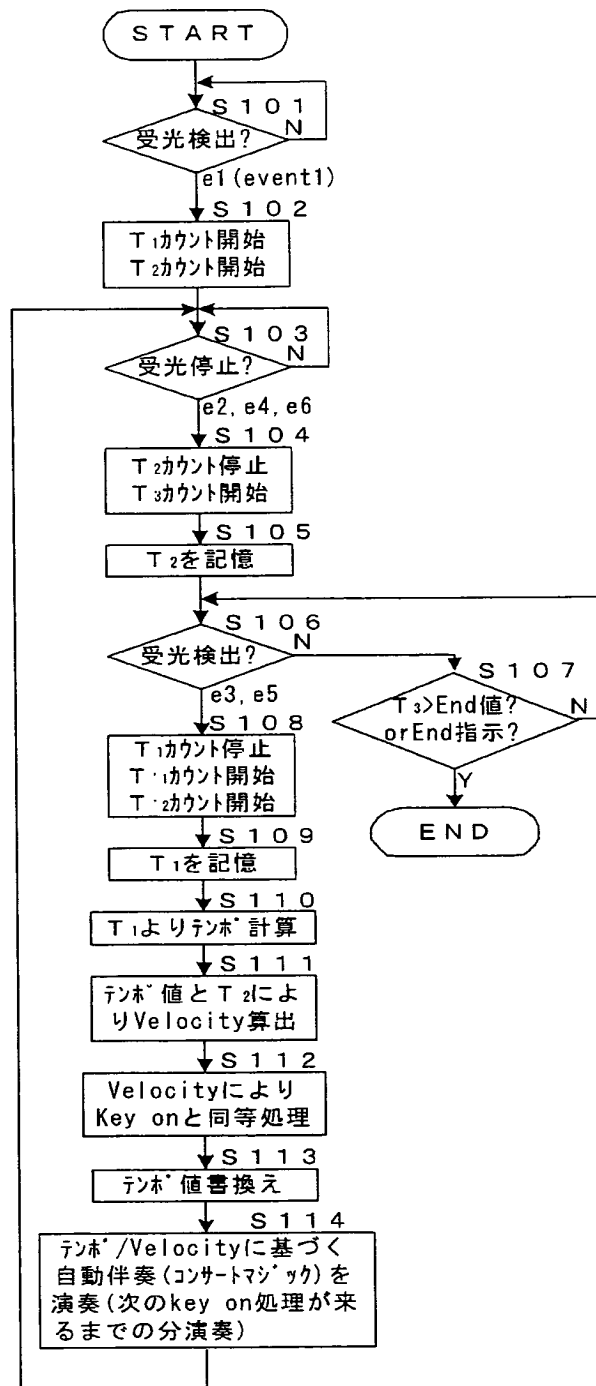 START
S101
受光検出?
N
e1(event1)
S102
T₁カウント開始
T₂カウント開始
S103
受光停止?
N
e2, e4, e6
S104
T₂カウント停止
T₃カウント開始
S105
T₂を記憶
S106
受光検出?
N
S107
T₃>End値?
orEnd指示?
N
Y
END
e3, e5
S108
T₁カウント停止
T'₁カウント開始
T'₂カウント開始
S109
T₁を記憶
S110
T₁よりテンポ計算
S111
テンポ値とT₂によ
りVelocity算出
S112
Velocityにより
Key onと同等処理
S113
テンポ値書換え
S114
テンポ/Velocityに基づく
自動伴奏(コンサートマジック)を
演奏(次のkey on処理が来
るまでの分演奏)